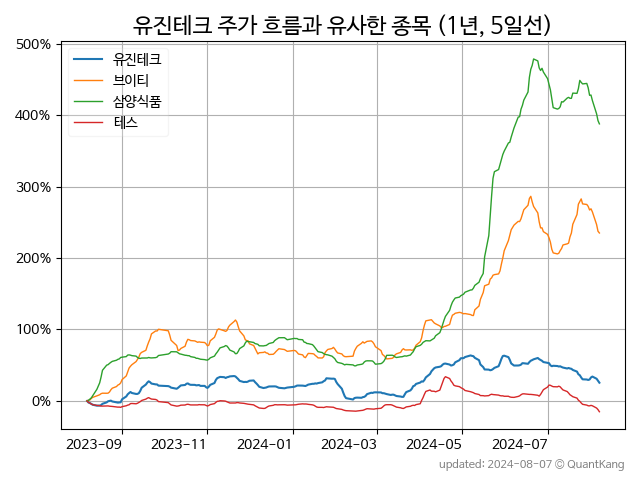 유진테크 주가 흐름과 유사한 종목 (1년, 5일선)
유진테크
브이티
삼양식품
테스
500%
400%
300%
200%
100%
0%
2023-09 2023-11 2024-01 2024-03 2024-05 2024-07
updated: 2024-08-07 © QuantKang